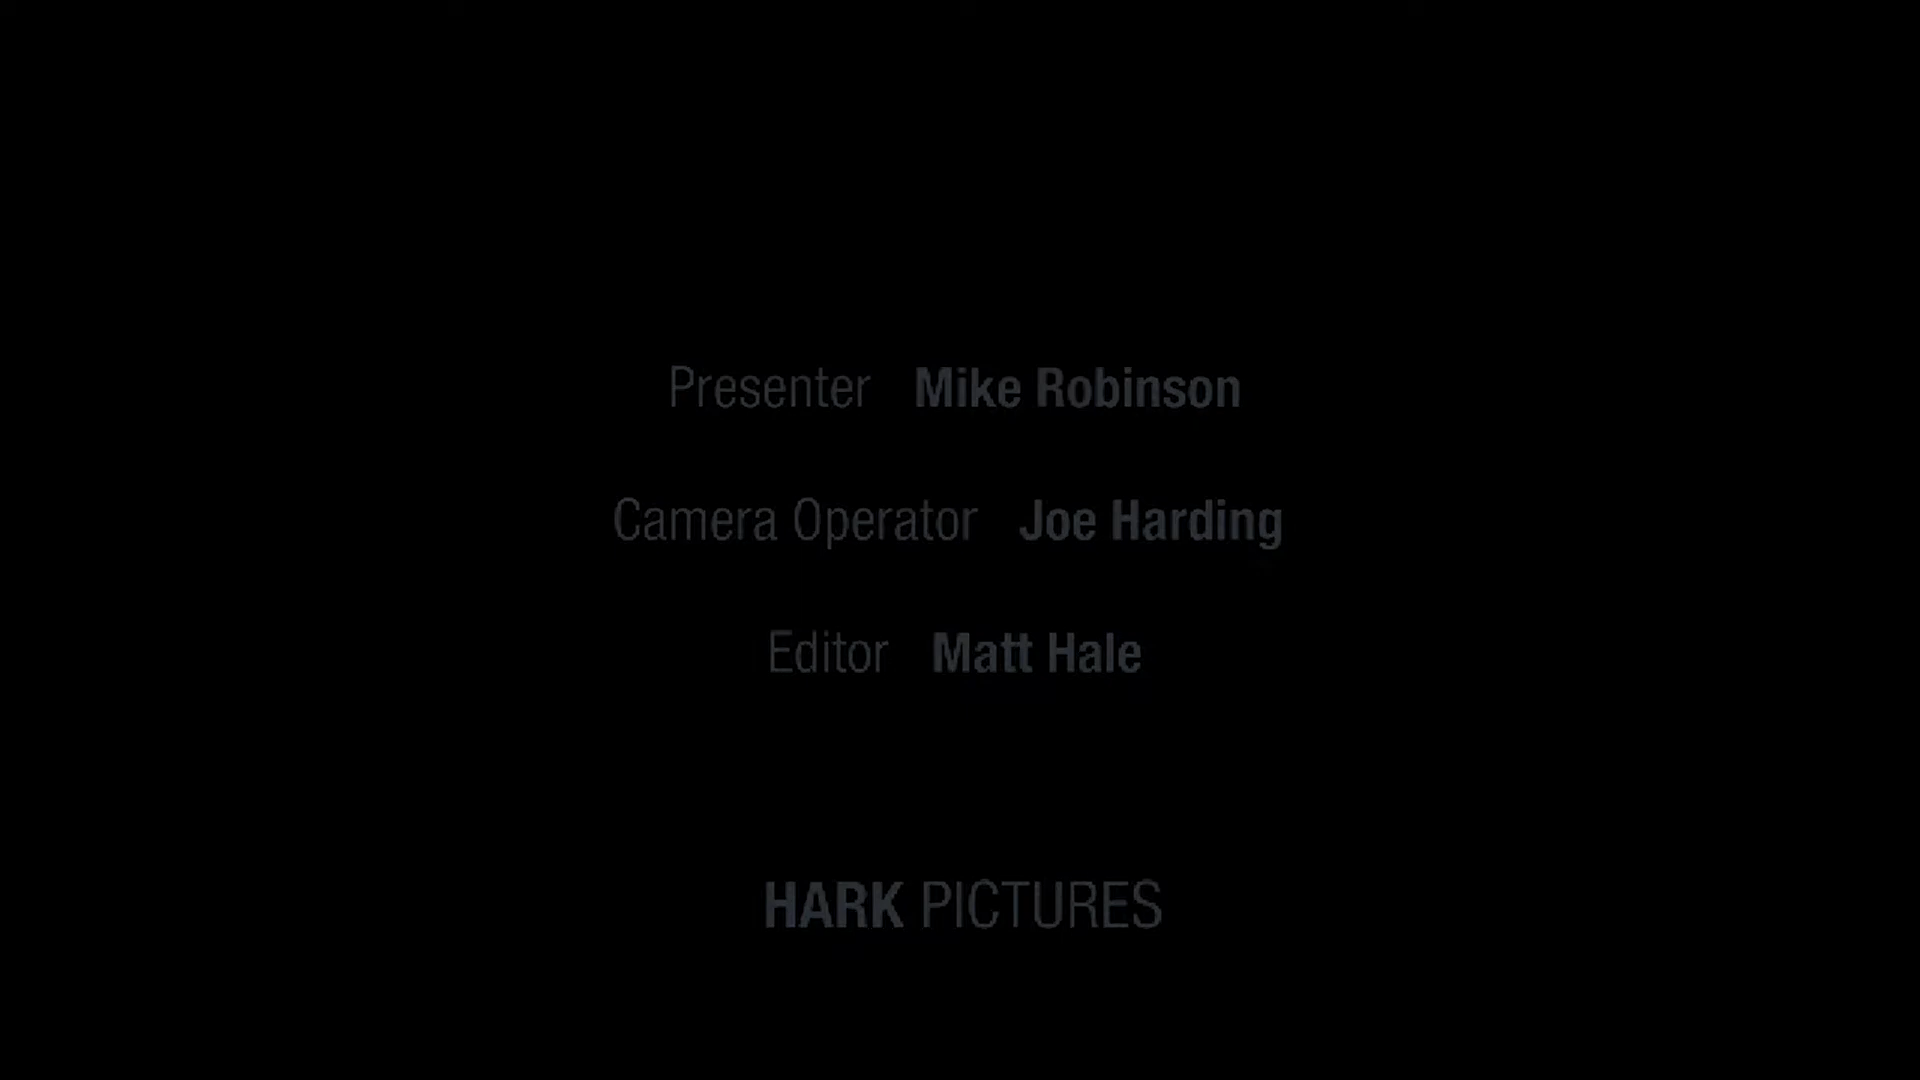 Presenter Mike Robinson
Camera Operator Joe Harding
Editor Matt Hale
HARK PICTURES